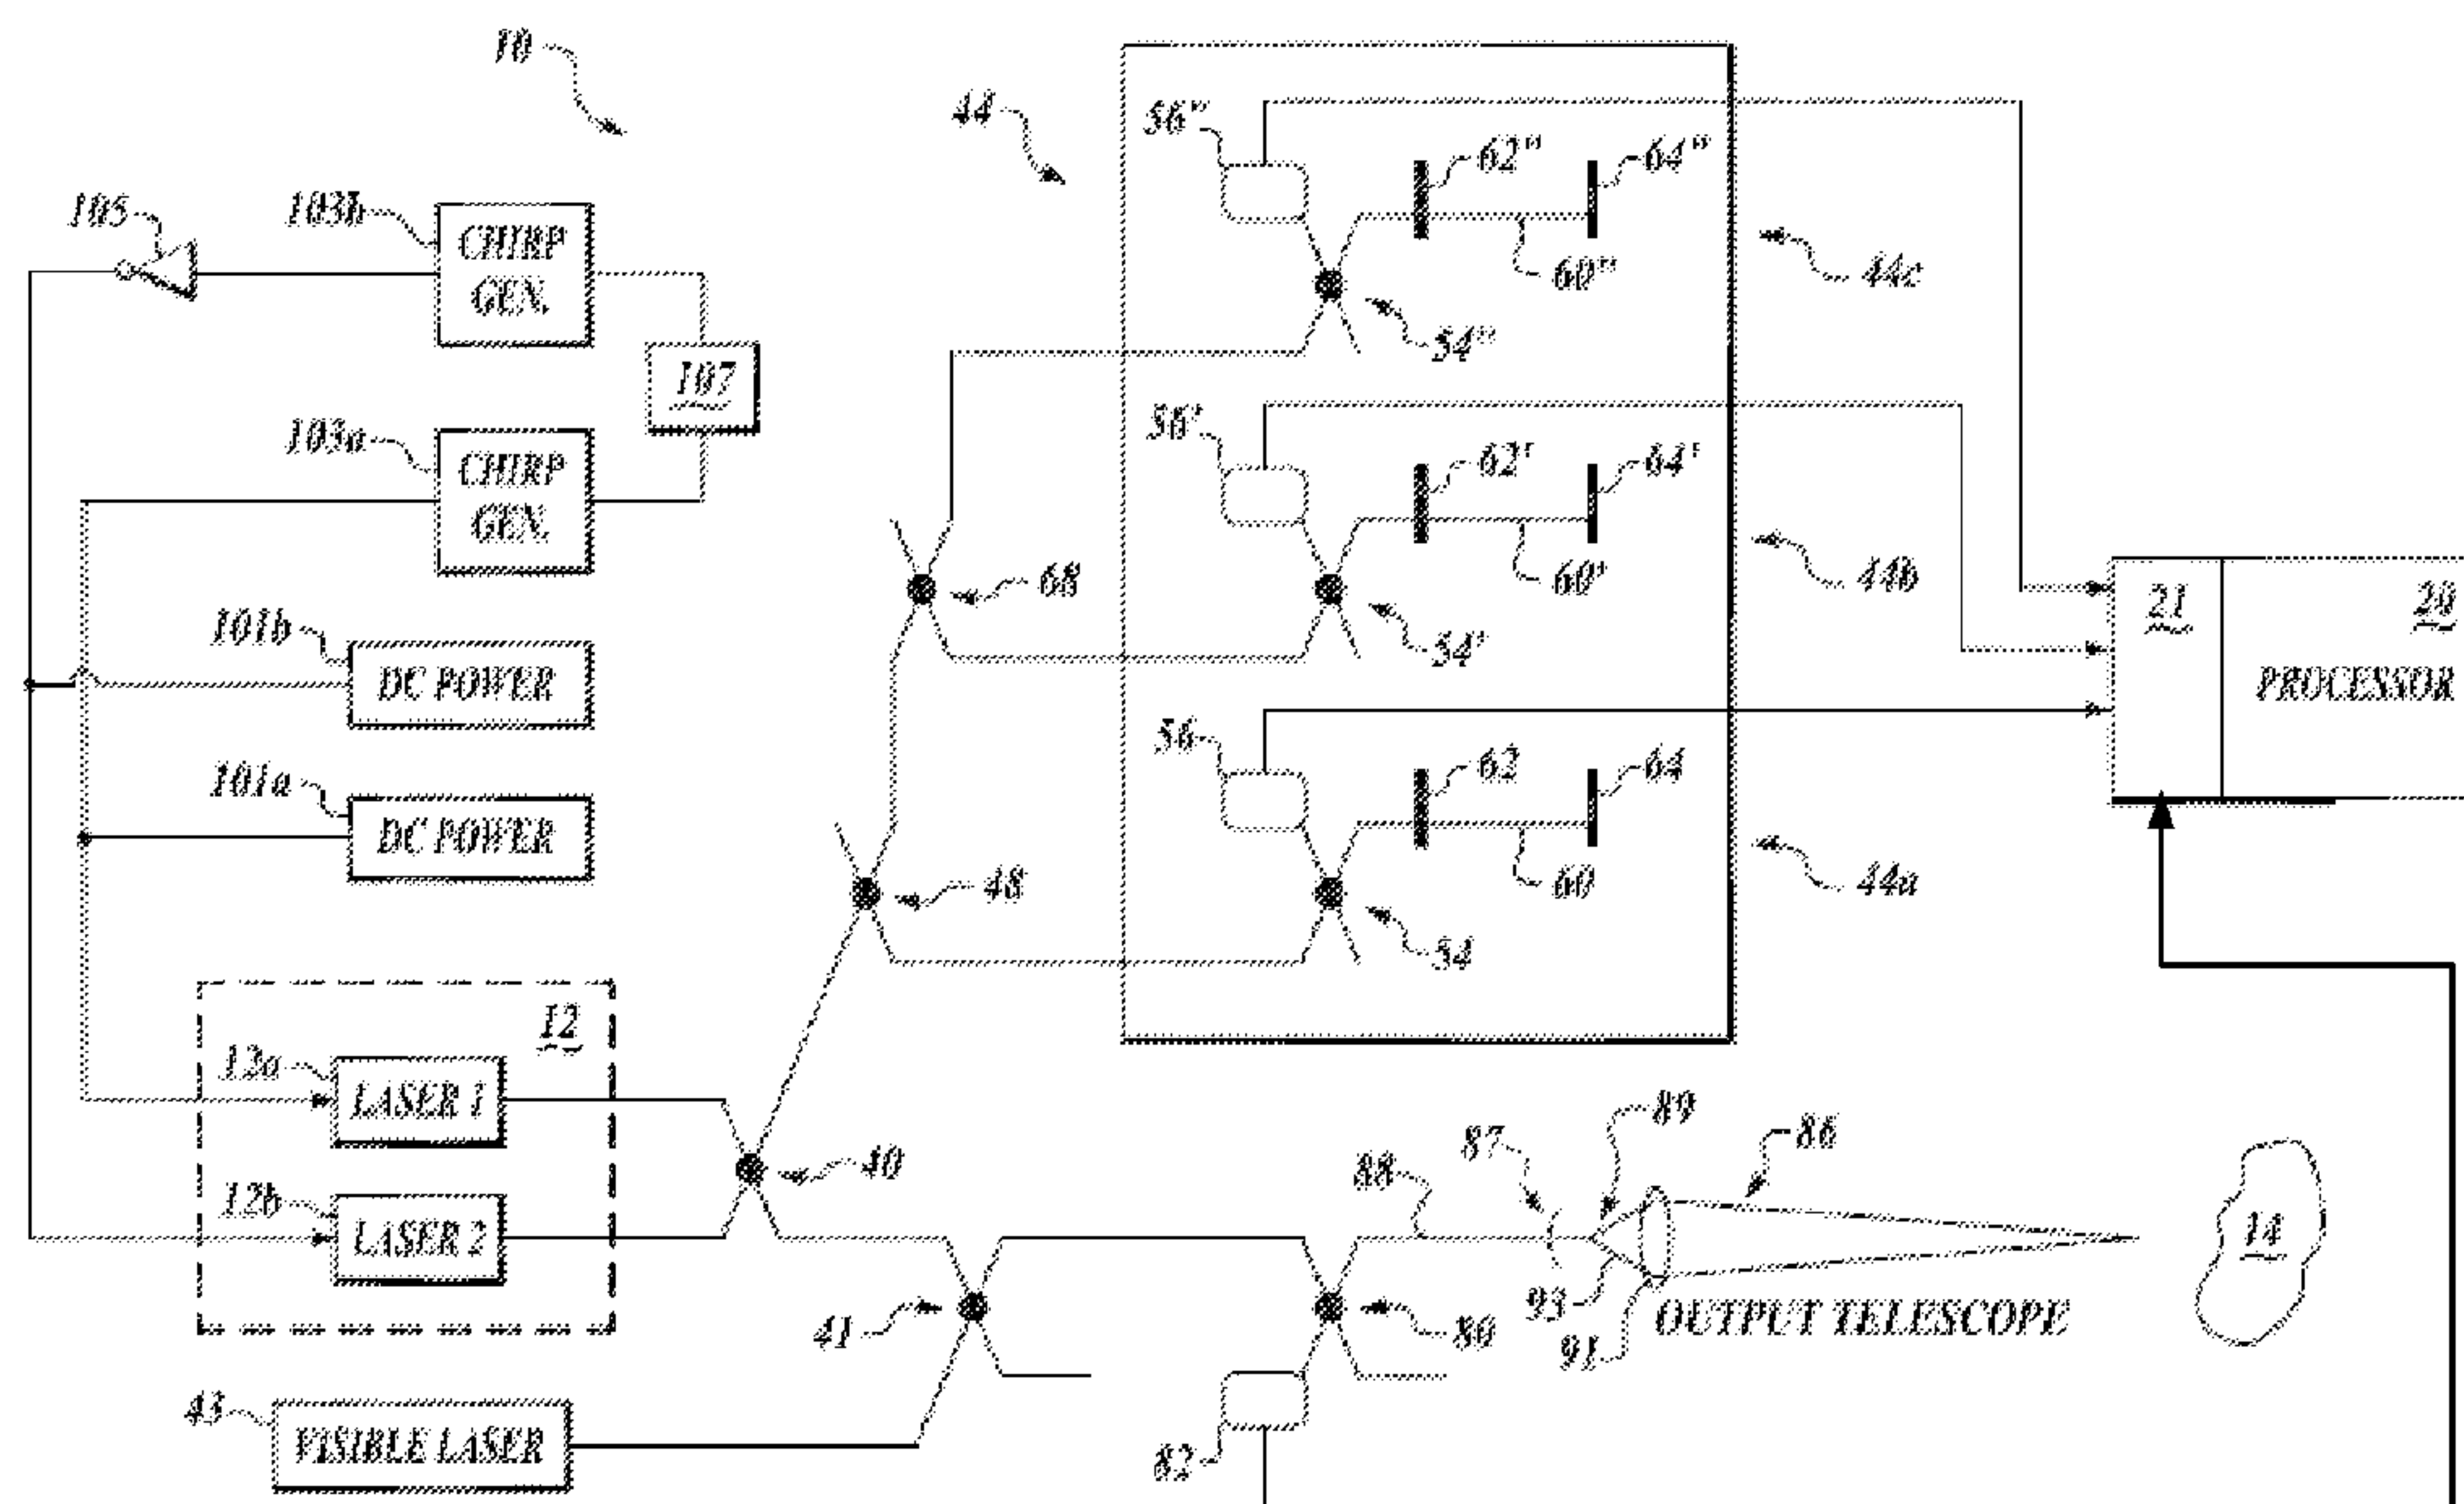 10
44
56"
62"
64"
105
103b
CHIRP
GEN.
60"
44c
54"
107
103a
CHIRP
GEN.
56'
62'
64'
68
60'
44b
21
20
101b
DC POWER
54'
PROCESSOR
56
62
64
101a
DC POWER
48
60
44a
54
12
12a
LASER 1
89
86
87
88
40
12b
LASER 2
14
93
41
80
91
OUTPUT TELESCOPE
43
VISIBLE LASER
82